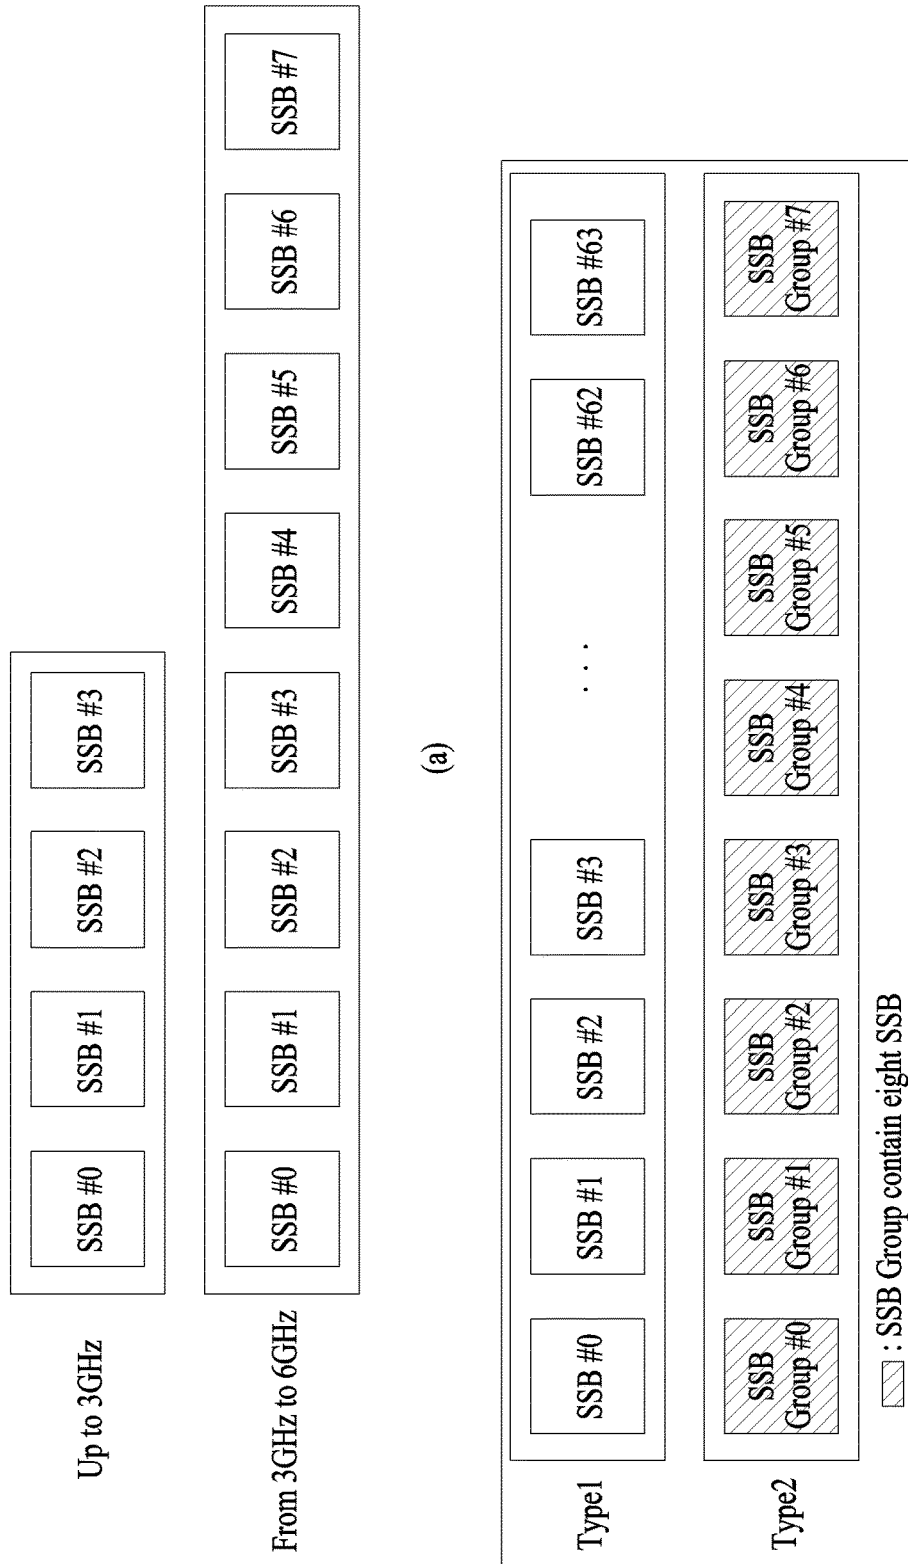 Up to 3GHz
SSB #0
SSB #1
SSB #2
SSB #3
From 3GHz to 6GHz
SSB #0
SSB #1
SSB #2
SSB #3
SSB #4
SSB #5
SSB #6
SSB #7
(a)
Type1
SSB #0
SSB #1
SSB #2
SSB #3
. . .
SSB #62
SSB #63
Type2
SSB
Group #0
SSB
Group #1
SSB
Group #2
SSB
Group #3
SSB
Group #4
SSB
Group #5
SSB
Group #6
SSB
Group #7
: SSB Group contain eight SSB